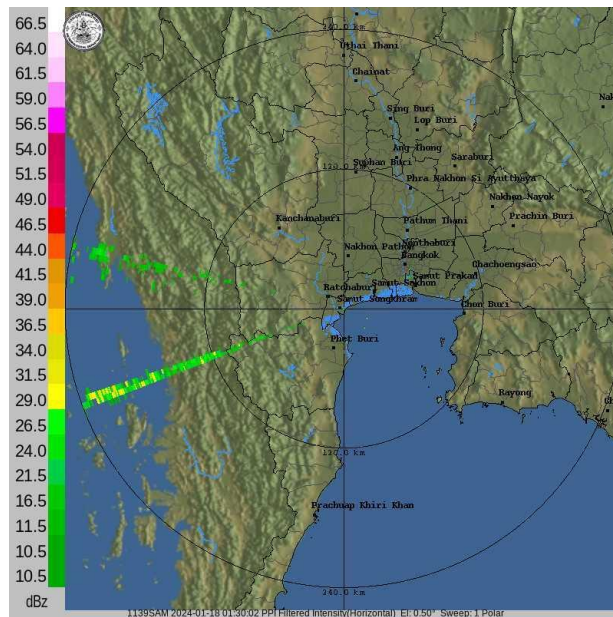 66.5
64.0
61.5
59.0
56.5
54.0
51.5
49.0
46.5
44.0
41.5
39.0
36.5
34.0
31.5
29.0
26.5
24.0
21.5
16.5
11.5
10.5
10.5
dBz
240.0 km
Uthai Thani
Chainat
Sing Buri
Lop Buri
Ang Thong
Saraburi
120.0 km
Suphan Buri
Phra Nakhon Si Ayutthaya
Nakhon Nayok
Prachin Buri
Kanchanaburi
Pathum Thani
Nonthaburi
Nakhon Pathom
Bangkok
Chachoengsao
Samut Prakan
Samut Sakhon
Ratchaburi
Samut Songkhram
Chon Buri
Phet Buri
Rayong
120.0 km
Prachuap Khiri Khan
240.0 km
1139SAM 2024-01-18 01:30:02 PPI Filtered Intensity(Horizontal) El: 0.50° Sweep: 1 Polar